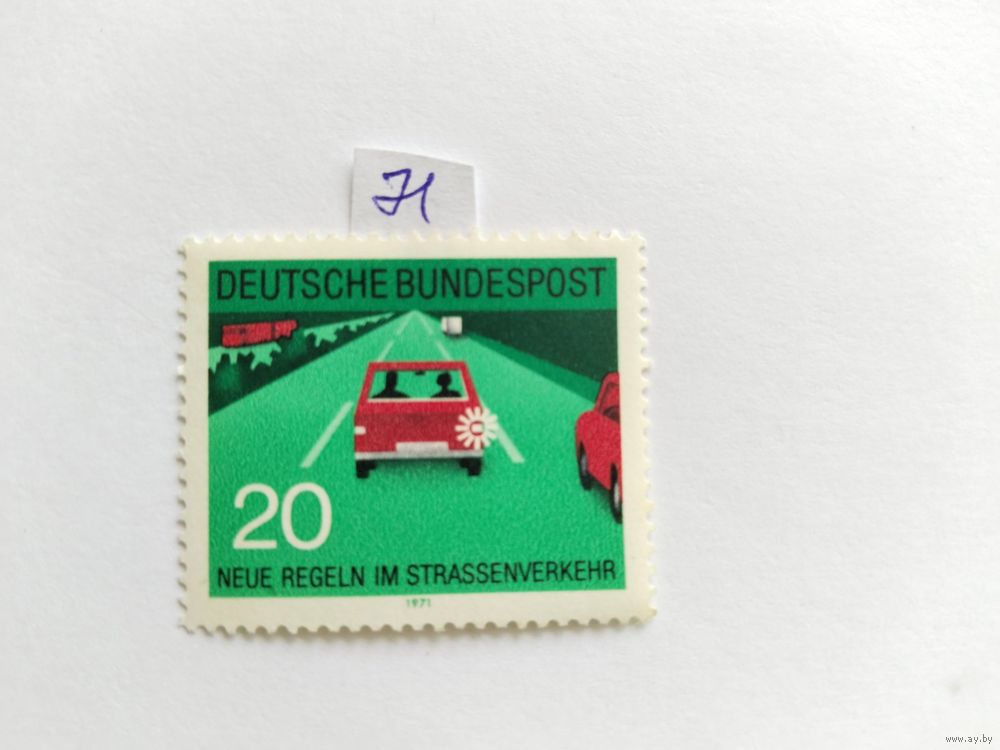 71
DEUTSCHE BUNDESPOST
20
NEUE REGELN IM STRASSENVERKEHR
1971
www.ay.by